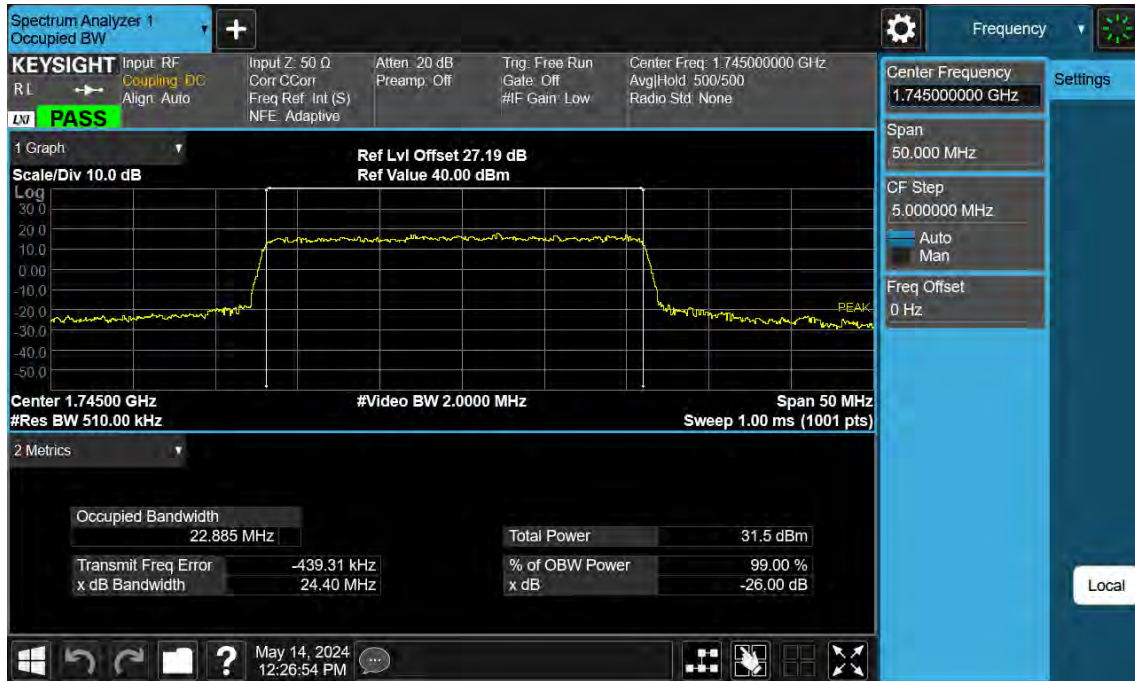 Spectrum Analyzer 1
Occupied BW
Frequency
KEYSIGHT
R L
LXI
PASS
Input: RF
Coupling: DC
Align: Auto
Input Z: 50 Ω
Corr CCorr
Freq Ref: Int (S)
NFE: Adaptive
Atten: 20 dB
Preamp: Off
Trig: Free Run
Gate: Off
#IF Gain: Low
Center Freq: 1.745000000 GHz
Avg|Hold: 500/500
Radio Std: None
Center Frequency
1.745000000 GHz
Settings
Span
50.000 MHz
CF Step
5.000000 MHz
Auto
Man
Freq Offset
0 Hz
Local
1 Graph
Scale/Div 10.0 dB
Ref Lvl Offset 27.19 dB
Ref Value 40.00 dBm
Log
30.0
20.0
10.0
0.00
-10.0
-20.0
-30.0
-40.0
-50.0
PEAK
Center 1.74500 GHz
#Video BW 2.0000 MHz
Span 50 MHz
#Res BW 510.00 kHz
Sweep 1.00 ms (1001 pts)
2 Metrics
Occupied Bandwidth
22.885 MHz
Total Power 31.5 dBm
Transmit Freq Error -439.31 kHz
% of OBW Power 99.00 %
x dB Bandwidth 24.40 MHz
x dB -26.00 dB
May 14, 2024
12:26:54 PM